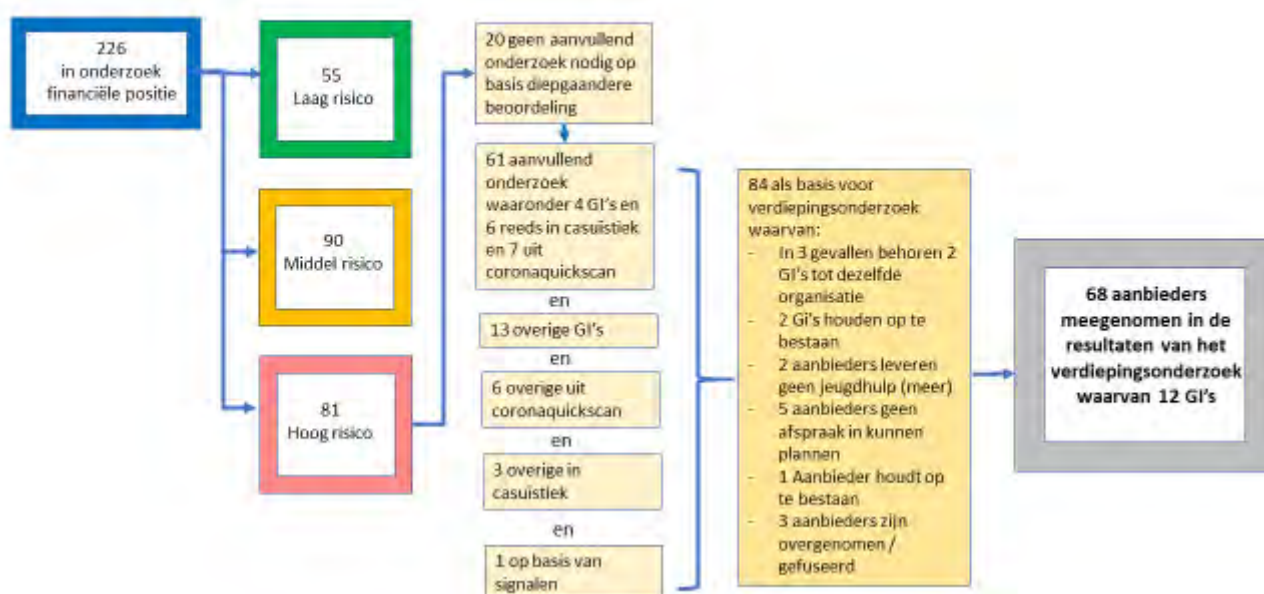 226
in onderzoek
financiële positie
55
Laag risico
90
Middel risico
81
Hoog risico
20 geen aanvullend
onderzoek nodig op
basis diepgaandere
beoordeling
61 aanvullend
onderzoek
waaronder 4 GI's en
6 reeds in casuïstiek
en 7 uit
coronaquickscan
en
13 overige GI's
en
6 overige uit
coronaquickscan
en
3 overige in
casuïstiek
en
1 op basis van
signalen
84 als basis voor
verdiepingsonderzoek
waarvan:
- In 3 gevallen behoren 2
GI's tot dezelfde
organisatie
- 2 Gi's houden op te
bestaan
- 2 aanbieders leveren
geen jeugdhulp (meer)
- 5 aanbieders geen
afspraak in kunnen
plannen
- 1 Aanbieder houdt op
te bestaan
- 3 aanbieders zijn
overgenomen /
gefuseerd
68 aanbieders
meegenomen in de
resultaten van het
verdiepingsonderzoek
waarvan 12 GI's